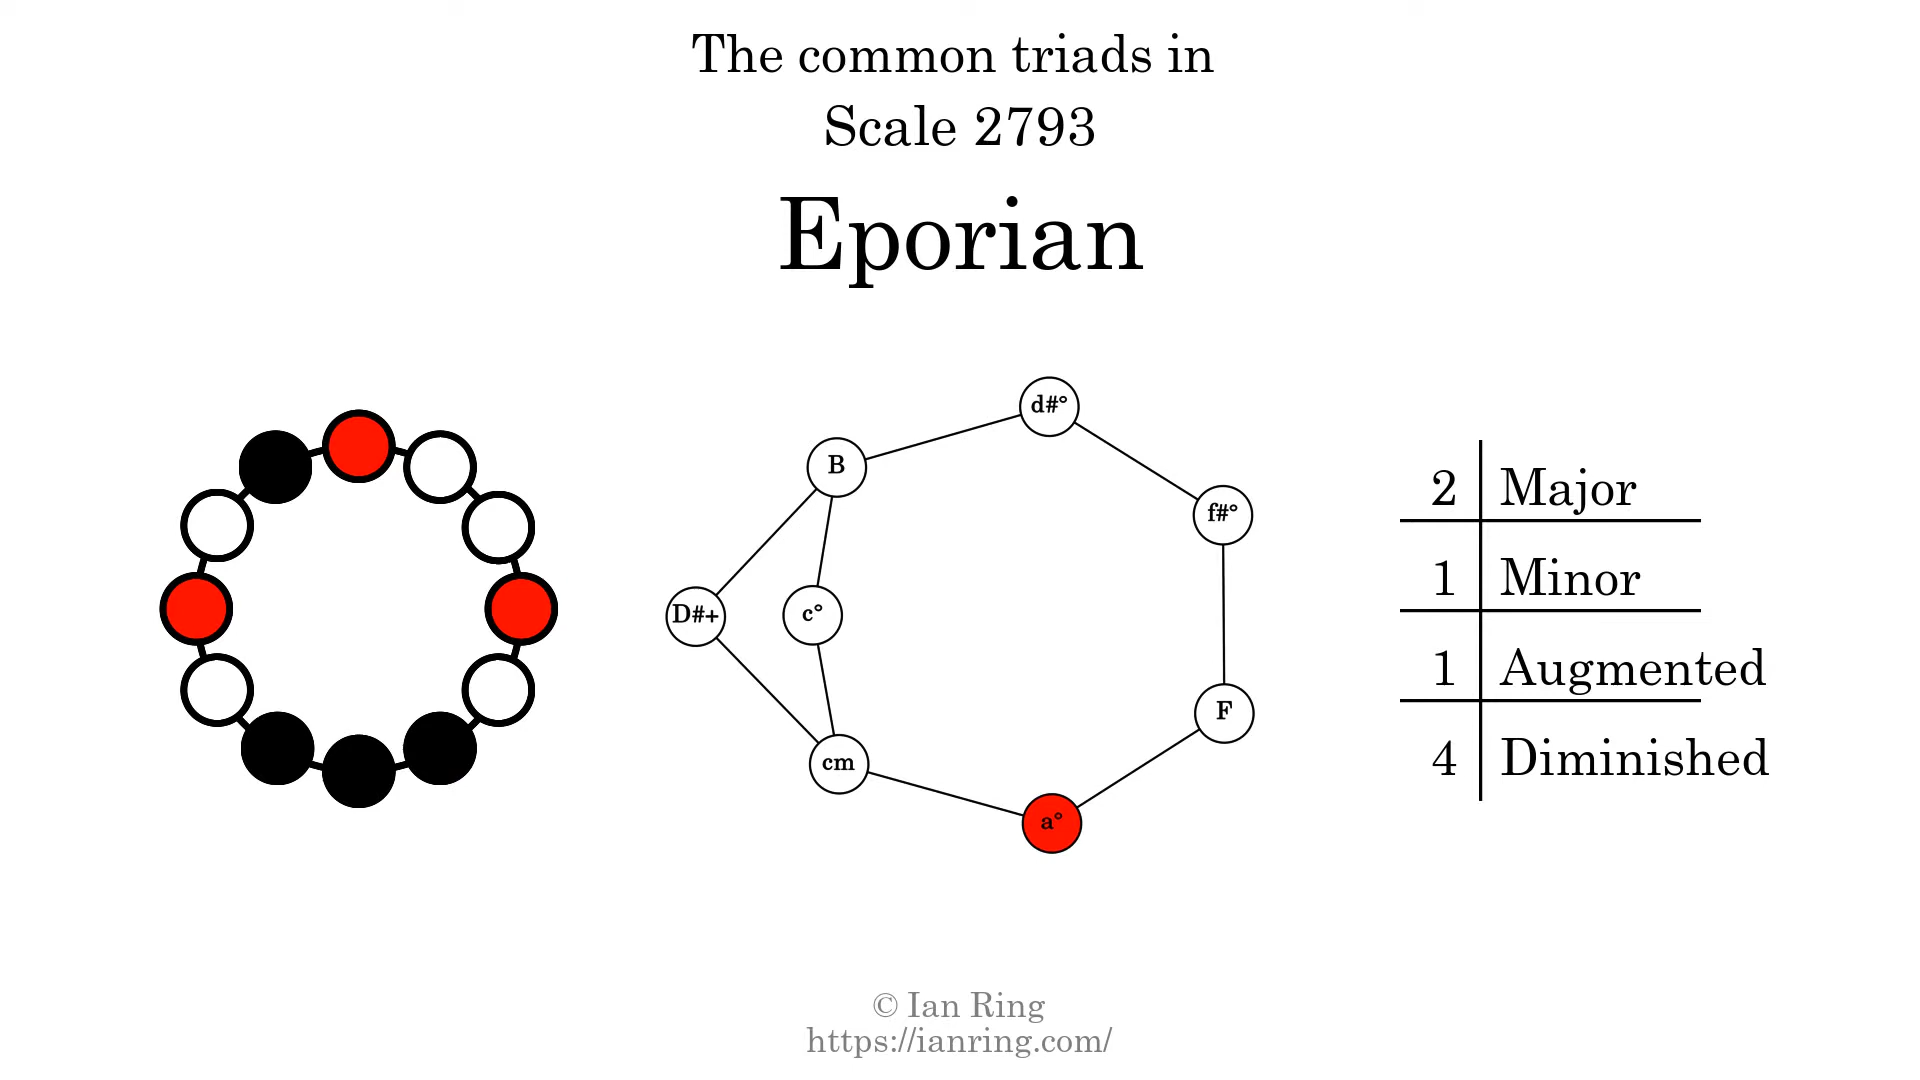 The common triads in
Scale 2793
Eporian
d#°
B
f#°
D#+
c°
F
cm
a°
2 Major
1 Minor
1 Augmented
4 Diminished
© Ian Ring
https://ianring.com/